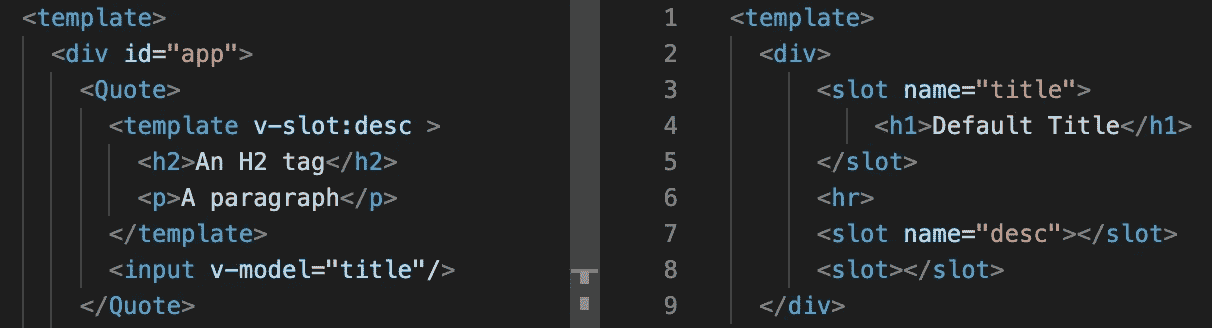 <template>
<div id="app">
<Quote>
<template v-slot:desc >
<h2>An H2 tag</h2>
<p>A paragraph</p>
</template>
<input v-model="title"/>
</Quote>
1 <template>
2 <div>
3 <slot name="title">
4 <h1>Default Title</h1>
5 </slot>
6 <hr>
7 <slot name="desc"></slot>
8 <slot></slot>
9 </div>